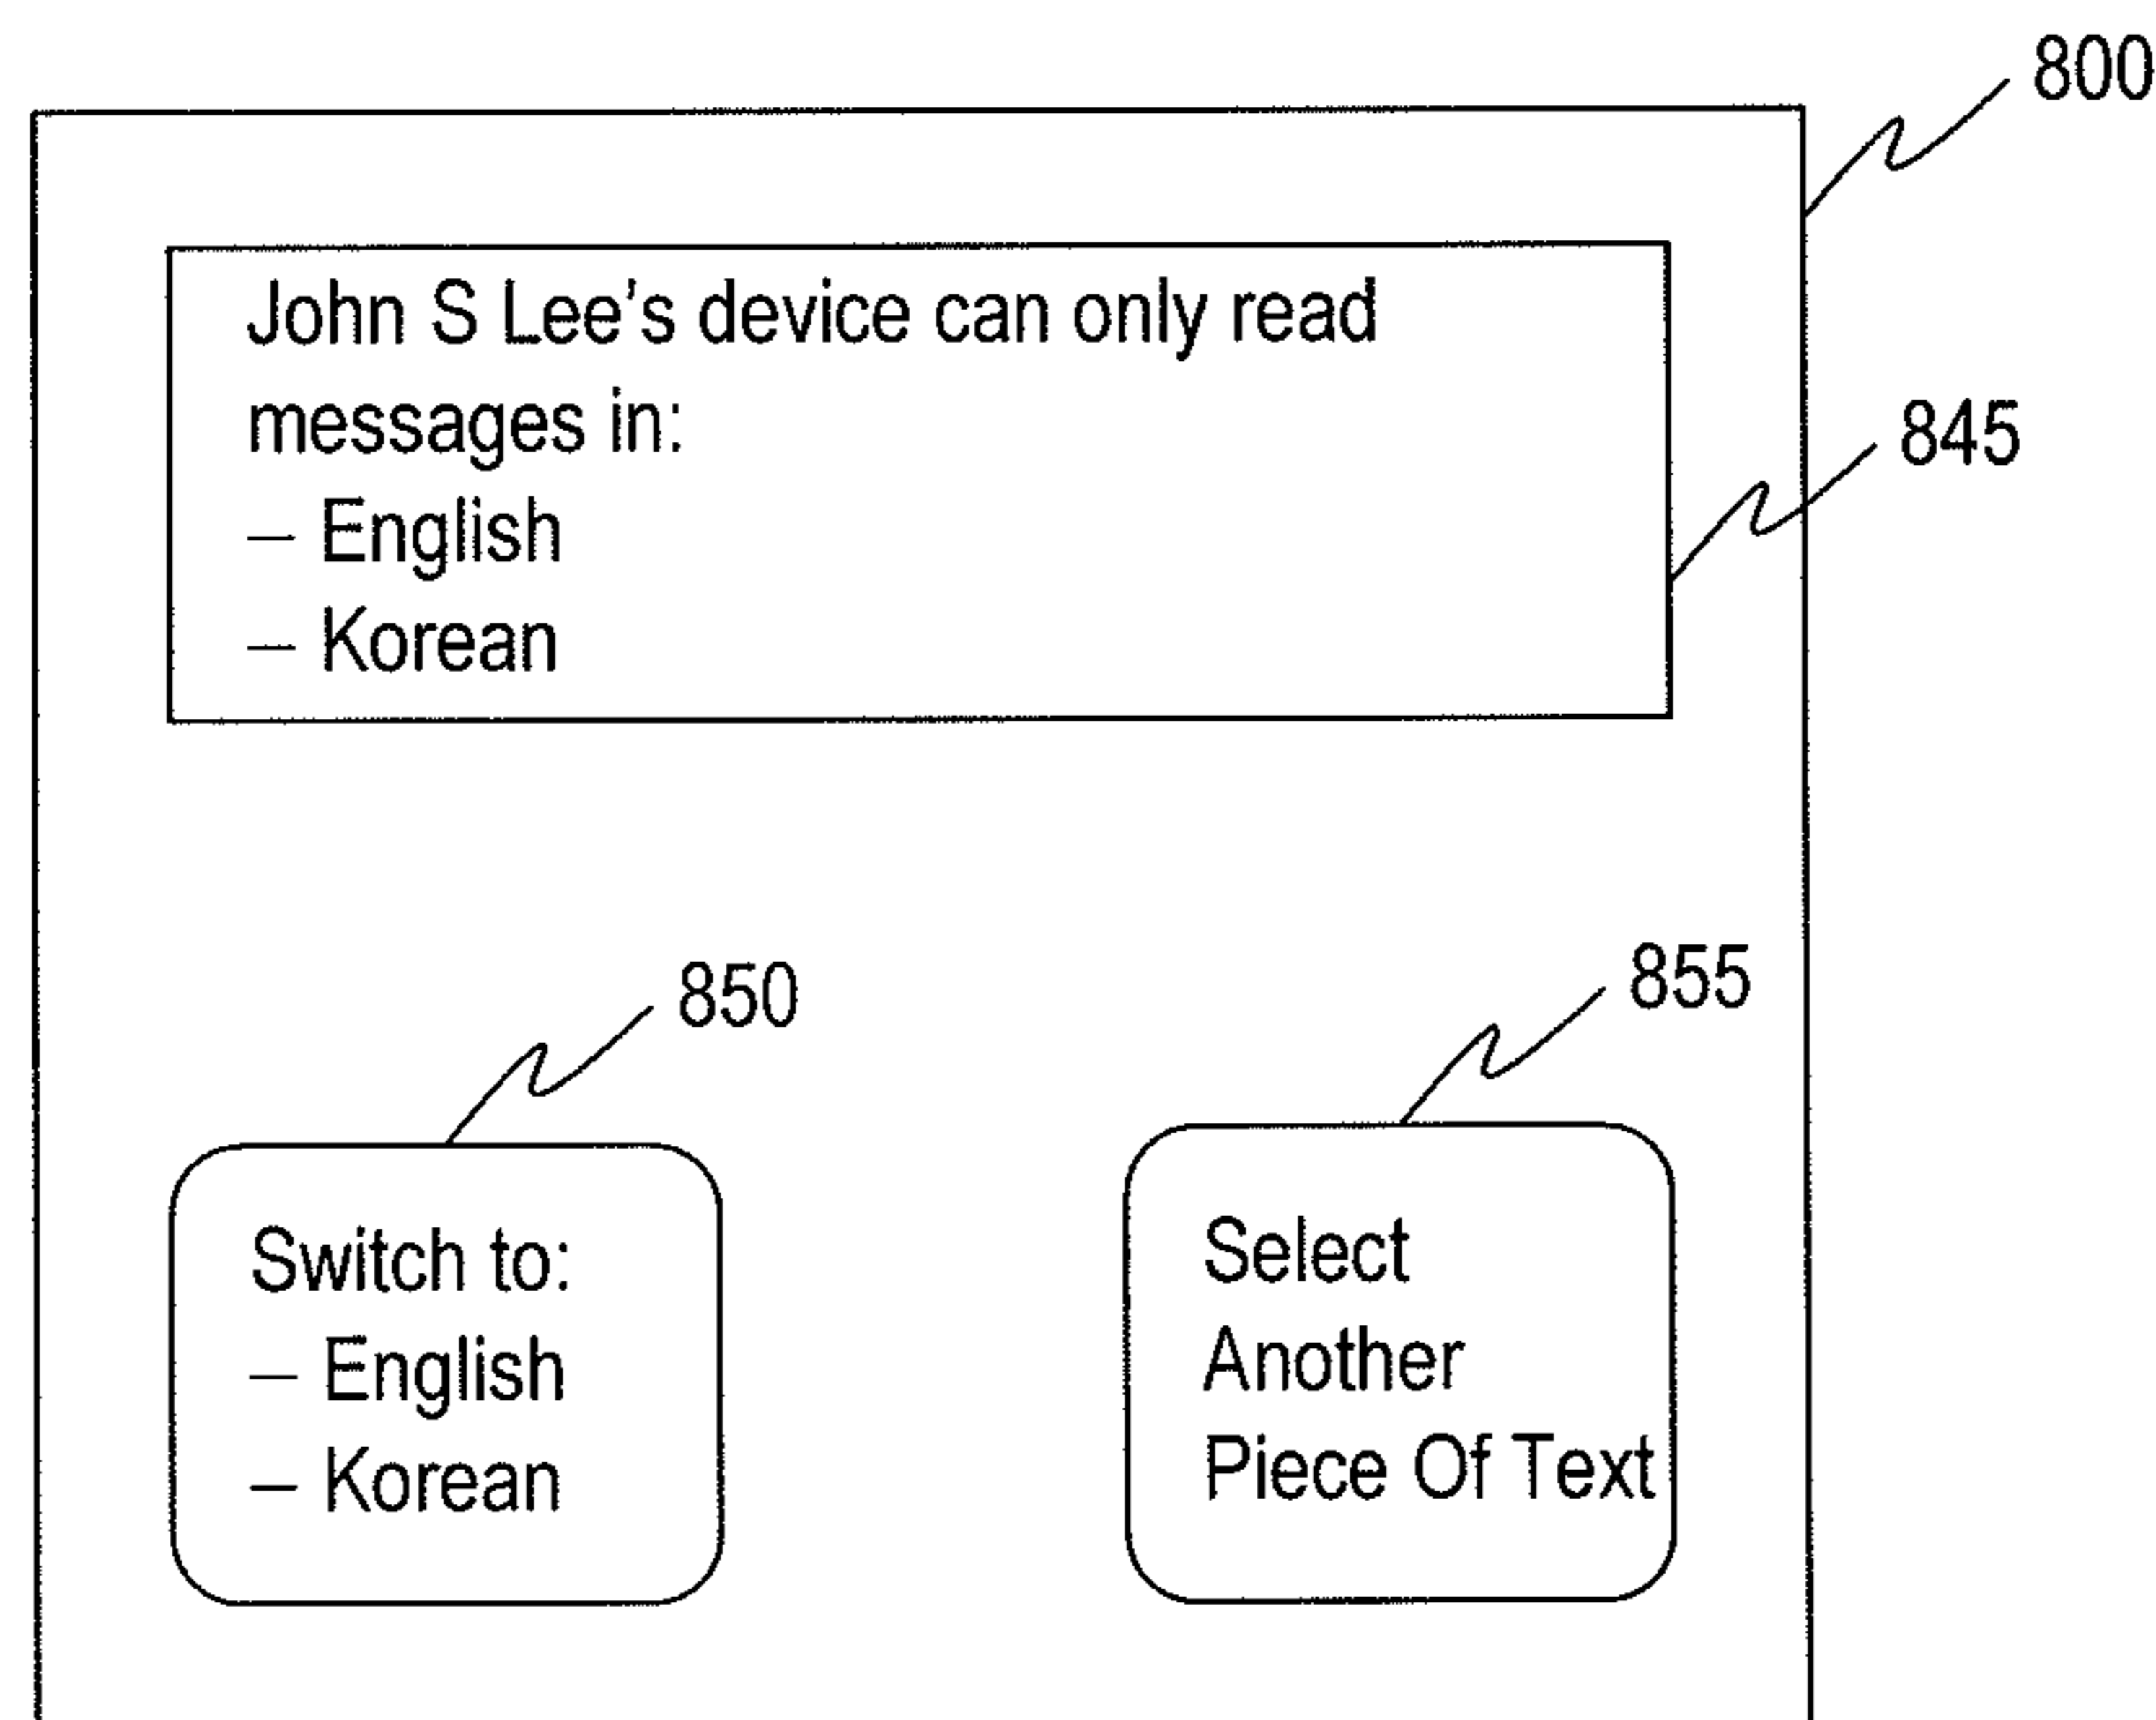 800
John S Lee's device can only read
messages in:
– English
– Korean
845
850
Switch to:
– English
– Korean
855
Select
Another
Piece Of Text